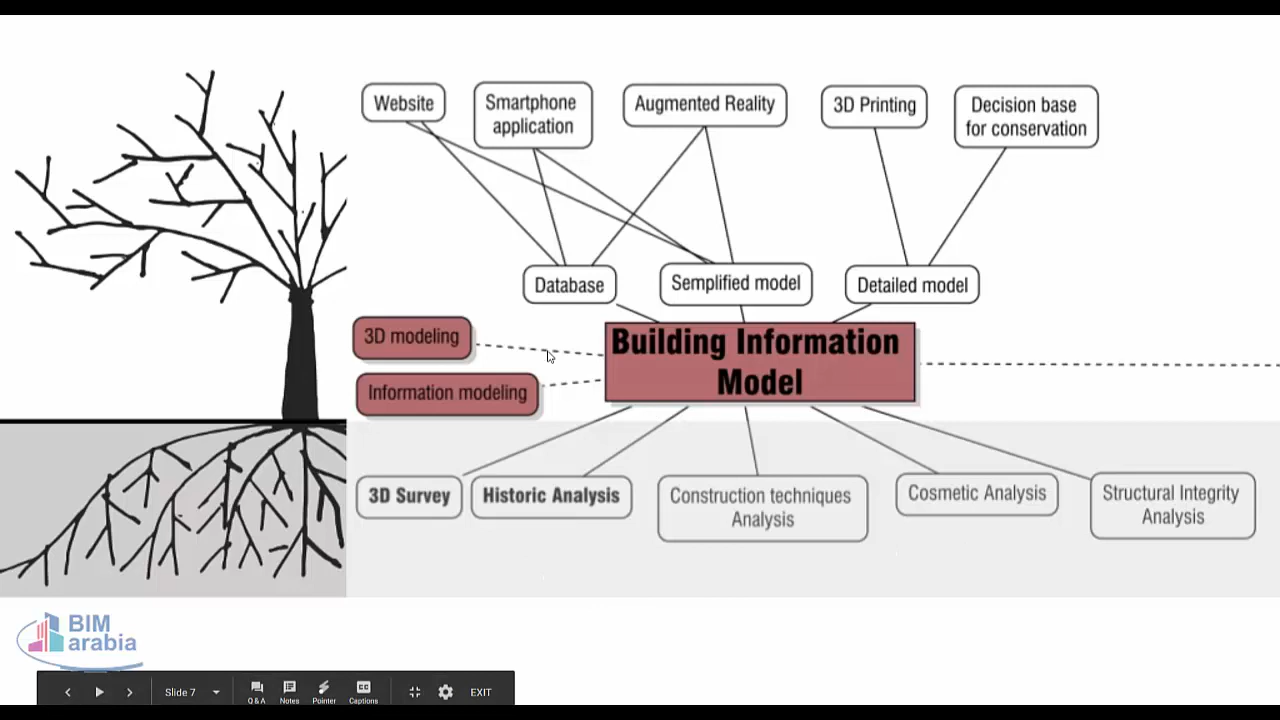 Website
Smartphone
application
Augmented Reality
3D Printing
Decision base
for conservation
Database
Semplified model
Detailed model
3D modeling
Information modeling
Building Information
Model
3D Survey
Historic Analysis
Construction techniques
Analysis
Cosmetic Analysis
Structural Integrity
Analysis
BIM
arabia
Slide 7
Q & A
Notes
Pointer
CC
Captions
EXIT